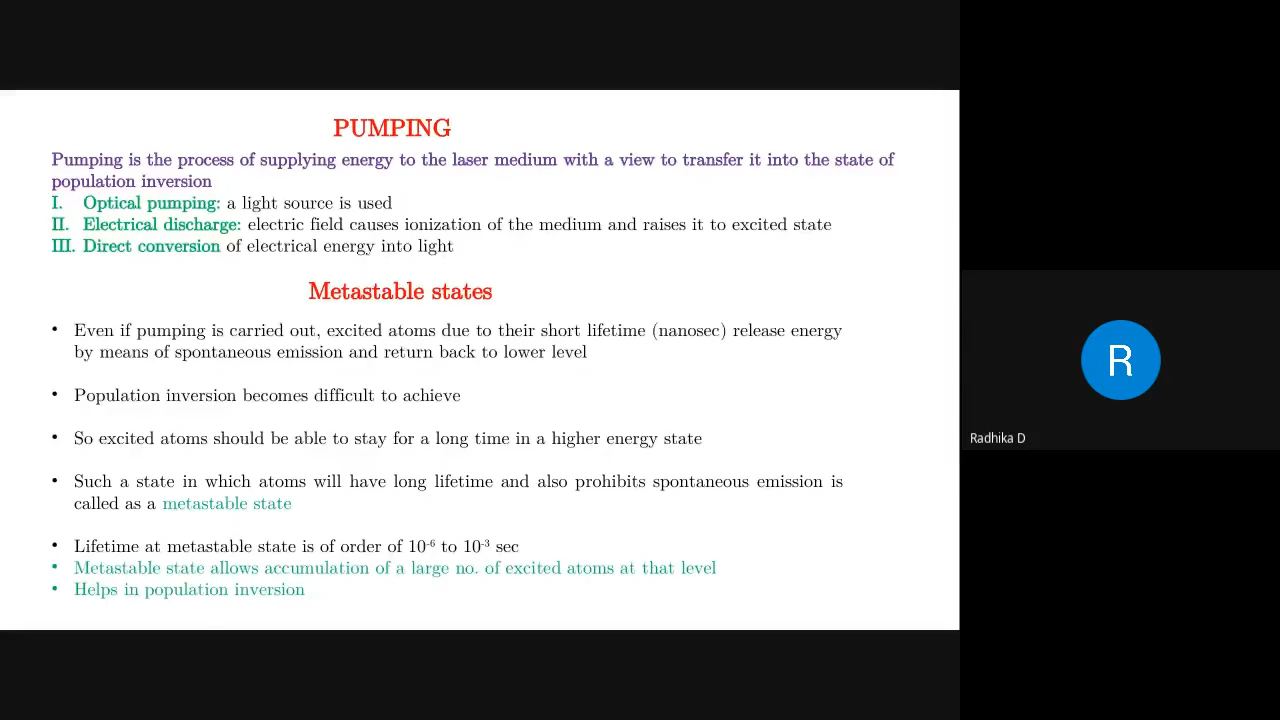 PUMPING
Pumping is the process of supplying energy to the laser medium with a view to transfer it into the state of
population inversion
I. Optical pumping: a light source is used
II. Electrical discharge: electric field causes ionization of the medium and raises it to excited state
III. Direct conversion of electrical energy into light
Metastable states
• Even if pumping is carried out, excited atoms due to their short lifetime (nanosec) release energy
by means of spontaneous emission and return back to lower level
• Population inversion becomes difficult to achieve
• So excited atoms should be able to stay for a long time in a higher energy state
• Such a state in which atoms will have long lifetime and also prohibits spontaneous emission is
called as a metastable state
• Lifetime at metastable state is of order of 10⁻⁶ to 10⁻³ sec
• Metastable state allows accumulation of a large no. of excited atoms at that level
• Helps in population inversion
R
Radhika D